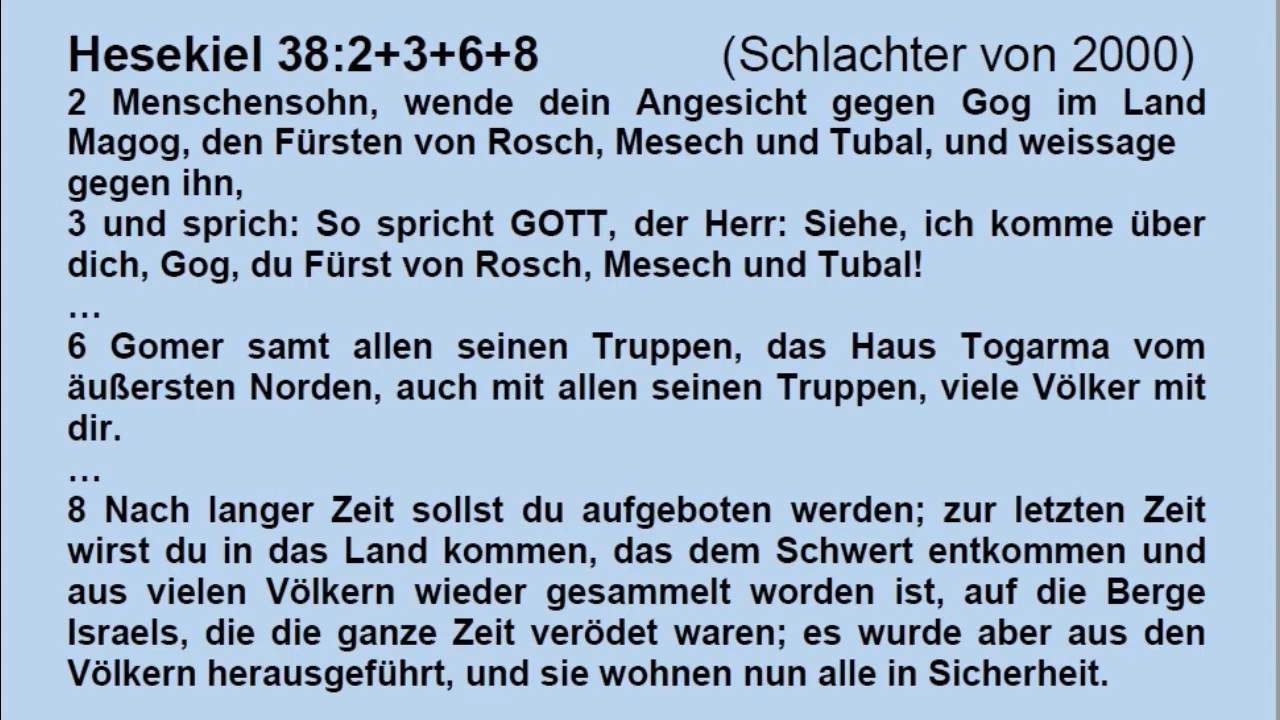 Hesekiel 38:2+3+6+8 (Schlachter von 2000)
2 Menschensohn, wende dein Angesicht gegen Gog im Land
Magog, den Fürsten von Rosch, Mesech und Tubal, und weissage
gegen ihn,
3 und sprich: So spricht GOTT, der Herr: Siehe, ich komme über
dich, Gog, du Fürst von Rosch, Mesech und Tubal!
...
6 Gomer samt allen seinen Truppen, das Haus Togarma vom
äußersten Norden, auch mit allen seinen Truppen, viele Völker mit
dir.
...
8 Nach langer Zeit sollst du aufgeboten werden; zur letzten Zeit
wirst du in das Land kommen, das dem Schwert entkommen und
aus vielen Völkern wieder gesammelt worden ist, auf die Berge
Israels, die die ganze Zeit verödet waren; es wurde aber aus den
Völkern herausgeführt, und sie wohnen nun alle in Sicherheit.